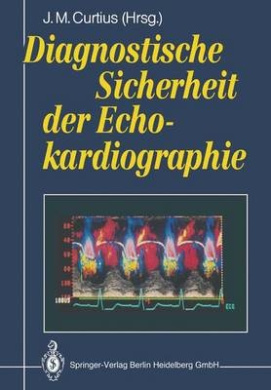 J. M. Curtius (Hrsg.)
Diagnostische
Sicherheit
der Echo-
kardiographie
ECG
Springer-Verlag Berlin Heidelberg GmbH